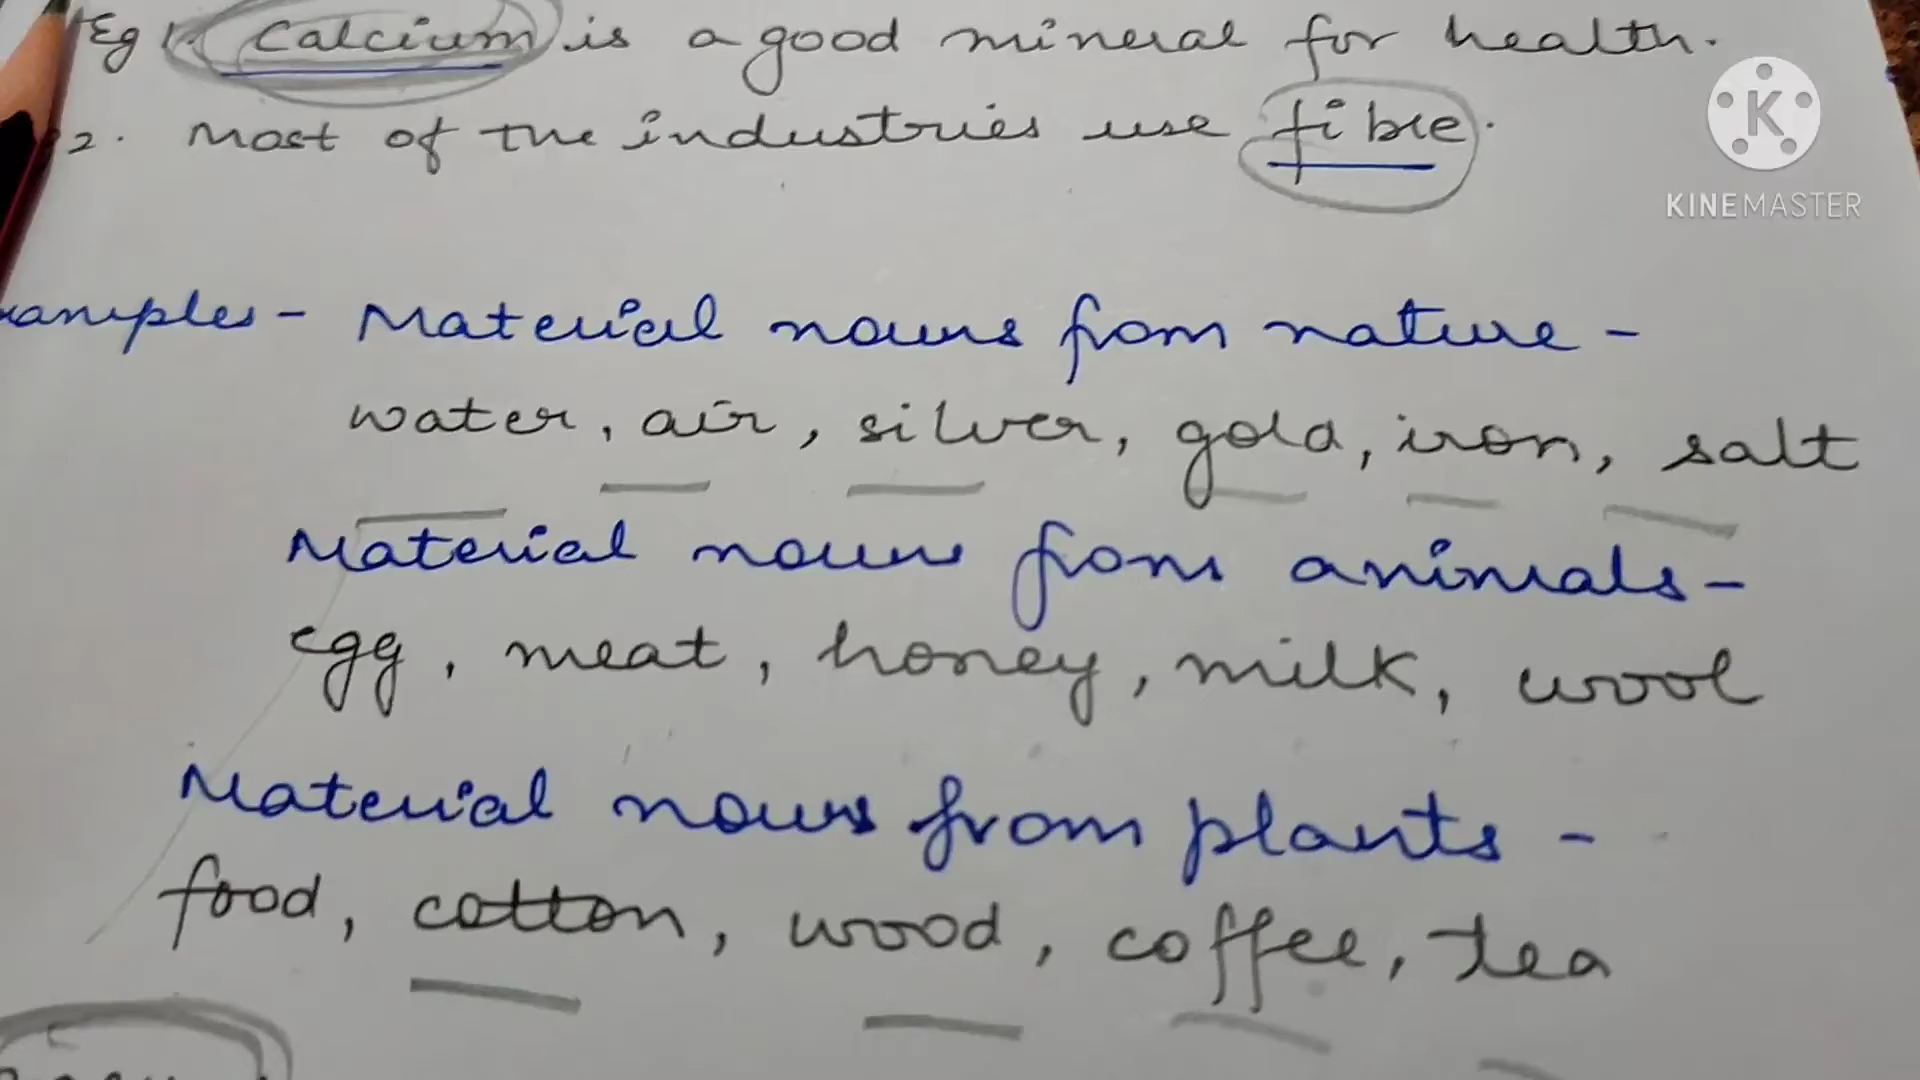 Eg 1. Calcium is a good mineral for health.
2. Most of the industries use fibre.
KINEMASTER
xamples - Material nouns from nature -
water, air, silver, gold, iron, salt
Material nouns from animals -
egg, meat, honey, milk, wool
Material nouns from plants -
food, cotton, wood, coffee, tea